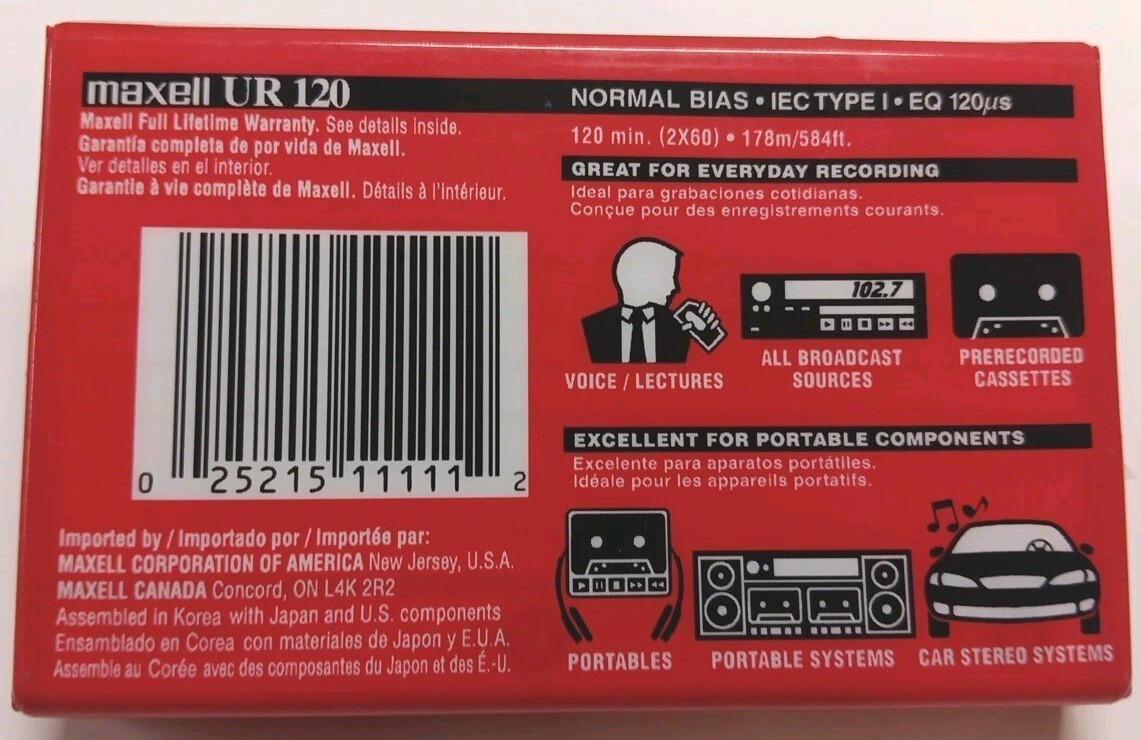 maxell UR 120
NORMAL BIAS • IEC TYPE I • EQ 120µs
Maxell Full Lifetime Warranty. See details inside.
Garantía completa de por vida de Maxell.
Ver detalles en el interior.
Garantie à vie complète de Maxell. Détails à l'intérieur.
120 min. (2X60) • 178m/584ft.
GREAT FOR EVERYDAY RECORDING
Ideal para grabaciones cotidianas.
Conçue pour des enregistrements courants.
102.7
VOICE / LECTURES
ALL BROADCAST
SOURCES
PRERECORDED
CASSETTES
0 25215 11111 2
EXCELLENT FOR PORTABLE COMPONENTS
Excelente para aparatos portátiles.
Idéale pour les appareils portatifs.
PORTABLES
PORTABLE SYSTEMS
CAR STEREO SYSTEMS
Imported by / Importado por / Importée par:
MAXELL CORPORATION OF AMERICA New Jersey, U.S.A.
MAXELL CANADA Concord, ON L4K 2R2
Assembled in Korea with Japan and U.S. components
Ensamblado en Corea con materiales de Japon y E.U.A.
Assemble au Corée avec des composantes du Japon et des É.-U.